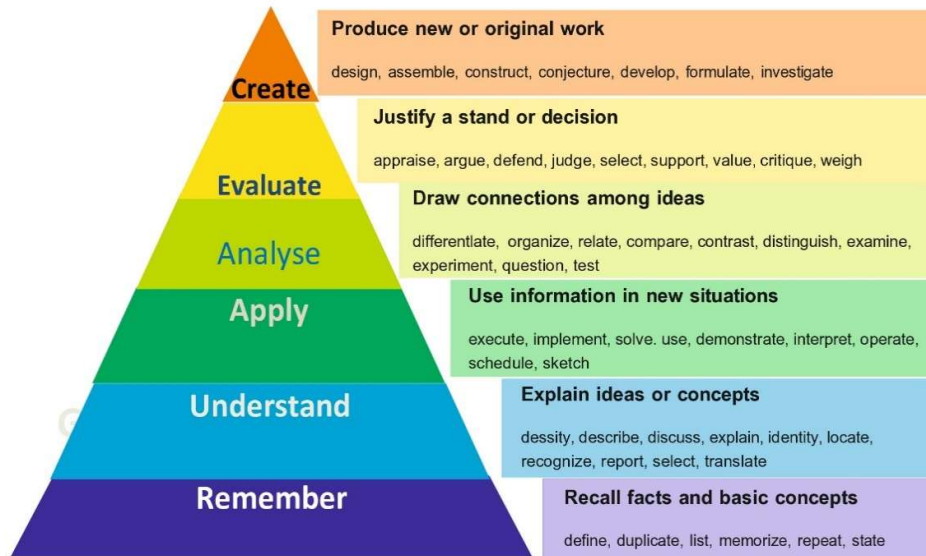 Create
Produce new or original work
design, assemble, construct, conjecture, develop, formulate, investigate
Evaluate
Justify a stand or decision
appraise, argue, defend, judge, select, support, value, critique, weigh
Analyse
Draw connections among ideas
differentlate, organize, relate, compare, contrast, distinguish, examine,
experiment, question, test
Apply
Use information in new situations
execute, implement, solve. use, demonstrate, interpret, operate,
schedule, sketch
Understand
Explain ideas or concepts
dessity, describe, discuss, explain, identity, locate,
recognize, report, select, translate
Remember
Recall facts and basic concepts
define, duplicate, list, memorize, repeat, state